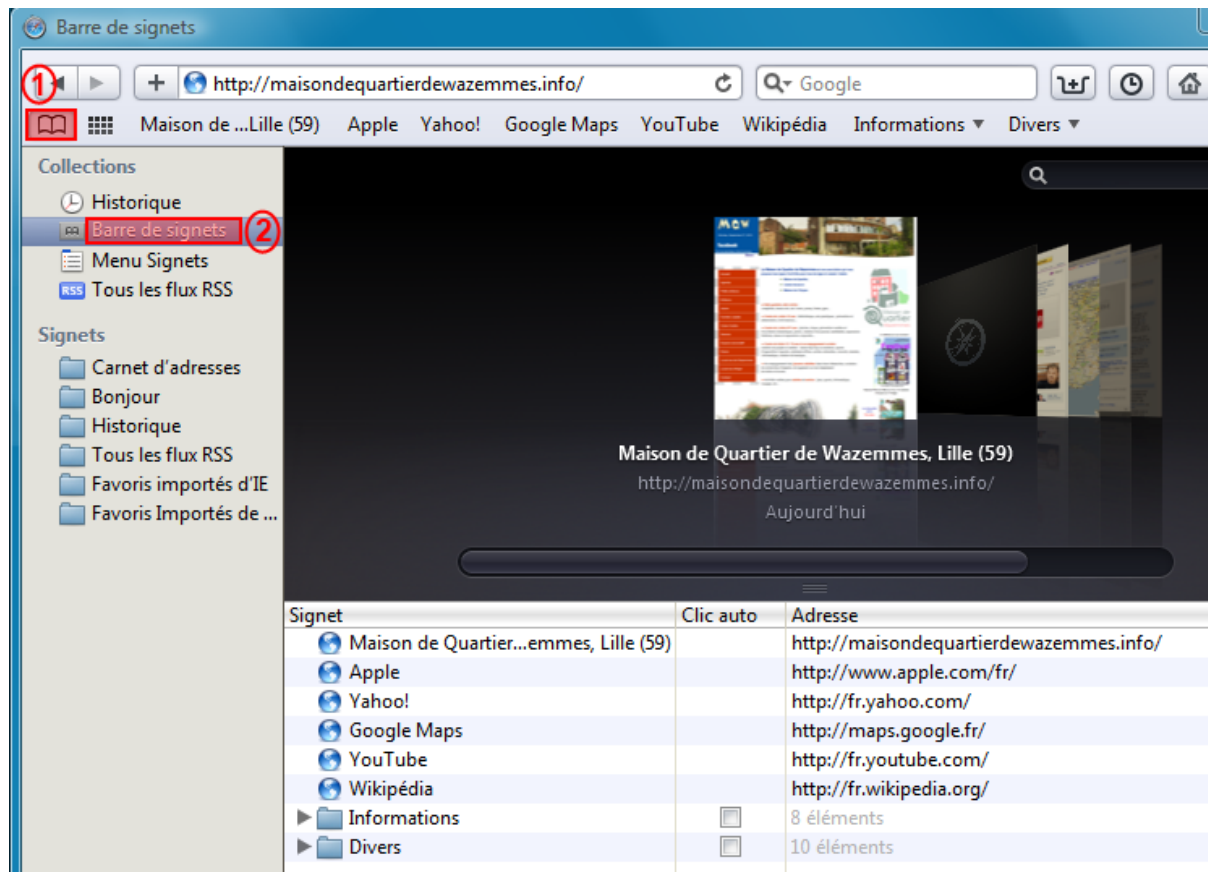 Barre de signets
1
http://maisondequartierdewazemmes.info/
Google
Maison de ...Lille (59) Apple Yahoo! Google Maps YouTube Wikipédia Informations Divers
Collections
Historique
Barre de signets 2
Menu Signets
RSS Tous les flux RSS
Signets
Carnet d'adresses
Bonjour
Historique
Tous les flux RSS
Favoris importés d'IE
Favoris Importés de ...
Maison de Quartier de Wazemmes, Lille (59)
http://maisondequartierdewazemmes.info/
Aujourd'hui
Signet Clic auto Adresse
Maison de Quartier...emmes, Lille (59) http://maisondequartierdewazemmes.info/
Apple http://www.apple.com/fr/
Yahoo! http://fr.yahoo.com/
Google Maps http://maps.google.fr/
YouTube http://fr.youtube.com/
Wikipédia http://fr.wikipedia.org/
Informations 8 éléments
Divers 10 éléments